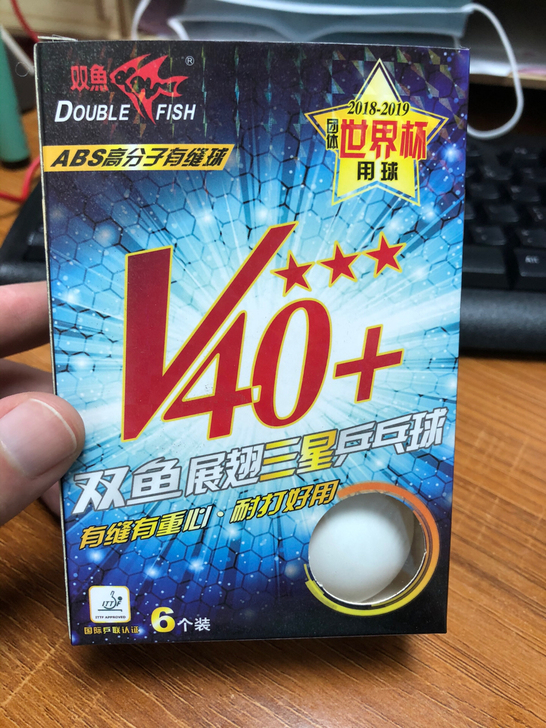 双魚
®
DOUBLE FISH
ABS高分子有缝球
2018-2019
团体
世界杯
用球
V40+
双鱼展翅三星乒乓球
有缝有重心·耐打好用
ITTF
ITTF APPROVED
国际乒联认证
6个装